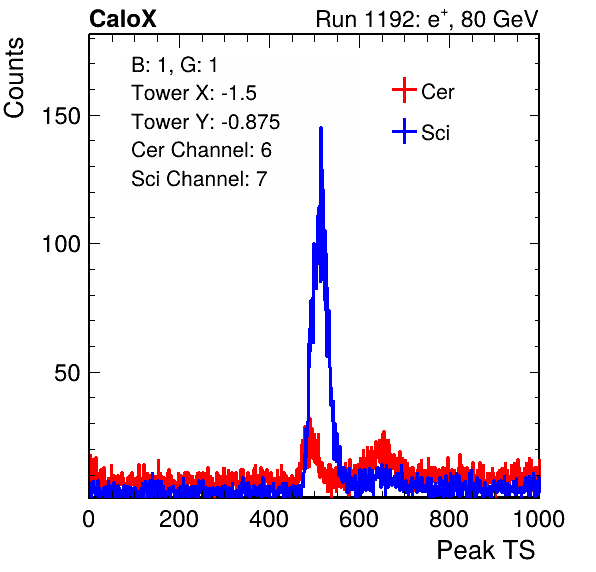 CaloX Run 1192: e⁺, 80 GeV
Counts
B: 1, G: 1
Tower X: -1.5
Tower Y: -0.875
Cer Channel: 6
Sci Channel: 7
Cer
Sci
150
100
50
0 200 400 600 800 1000
Peak TS